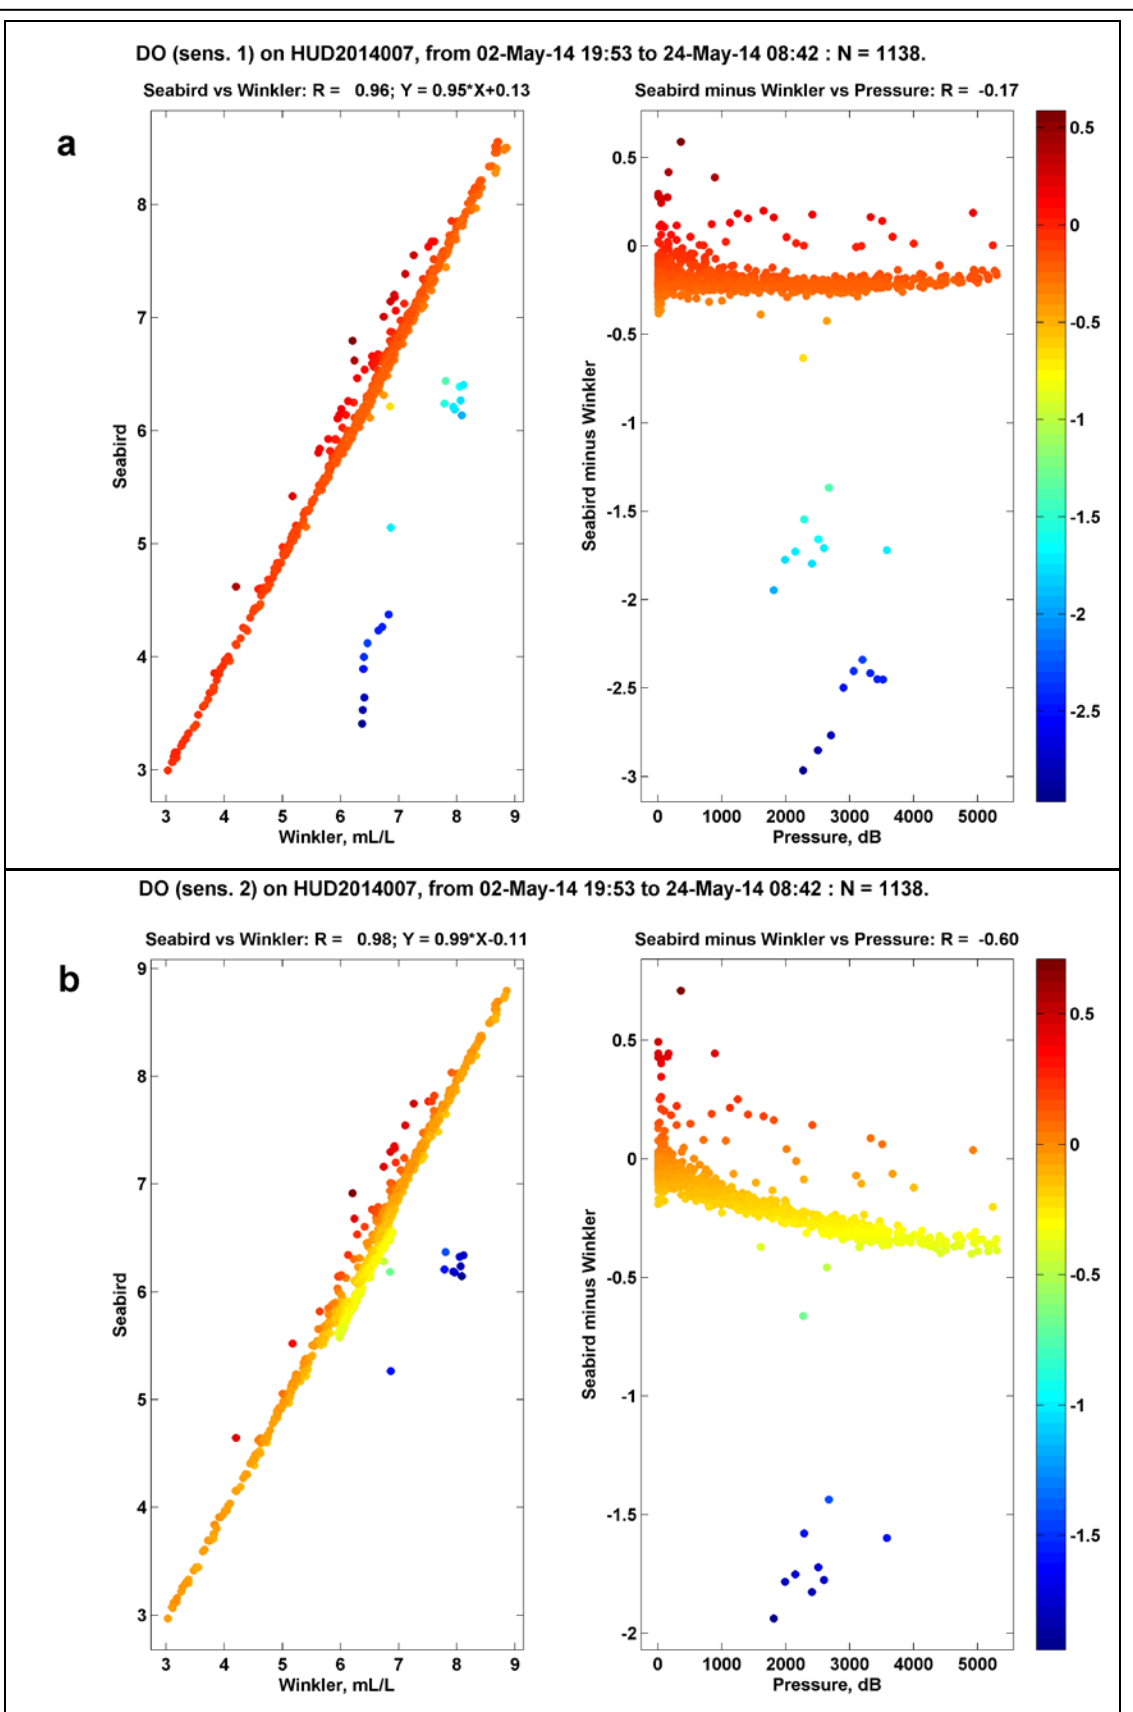 DO (sens. 1) on HUD2014007, from 02-May-14 19:53 to 24-May-14 08:42 : N = 1138.
a
Seabird vs Winkler: R = 0.96; Y = 0.95*X+0.13
8
7
6
5
4
3
Seabird
3 4 5 6 7 8 9
Winkler, mL/L
Seabird minus Winkler vs Pressure: R = -0.17
0.5
0
-0.5
-1
-1.5
-2
-2.5
-3
Seabird minus Winkler
0 1000 2000 3000 4000 5000
Pressure, dB
0.5
0
-0.5
-1
-1.5
-2
-2.5
DO (sens. 2) on HUD2014007, from 02-May-14 19:53 to 24-May-14 08:42 : N = 1138.
b
Seabird vs Winkler: R = 0.98; Y = 0.99*X-0.11
9
8
7
6
5
4
3
Seabird
3 4 5 6 7 8 9
Winkler, mL/L
Seabird minus Winkler vs Pressure: R = -0.60
0.5
0
-0.5
-1
-1.5
-2
Seabird minus Winkler
0 1000 2000 3000 4000 5000
Pressure, dB
0.5
0
-0.5
-1
-1.5